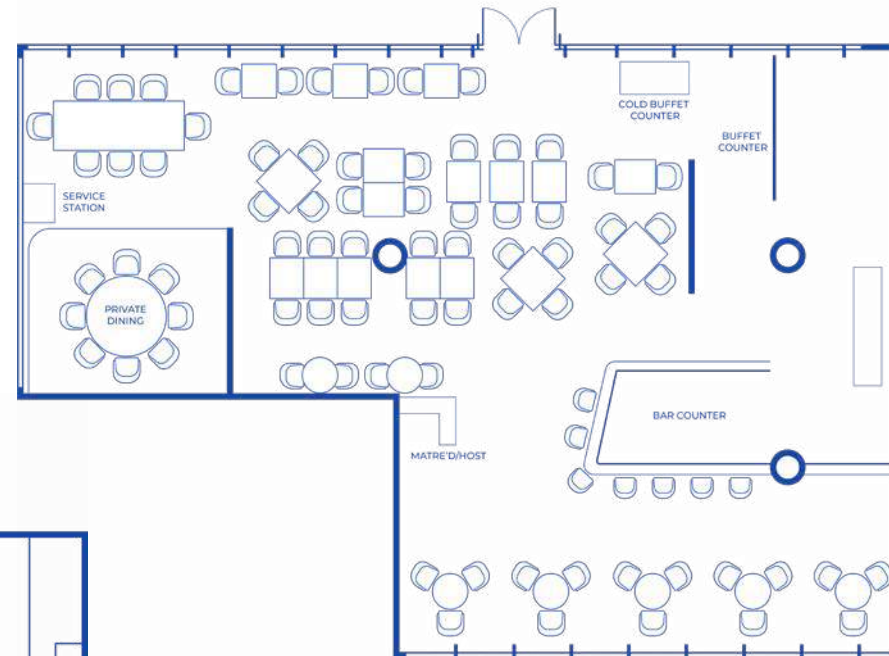 COLD BUFFET
COUNTER
BUFFET
COUNTER
SERVICE
STATION
PRIVATE
DINING
BAR COUNTER
MATRE'D/HOST